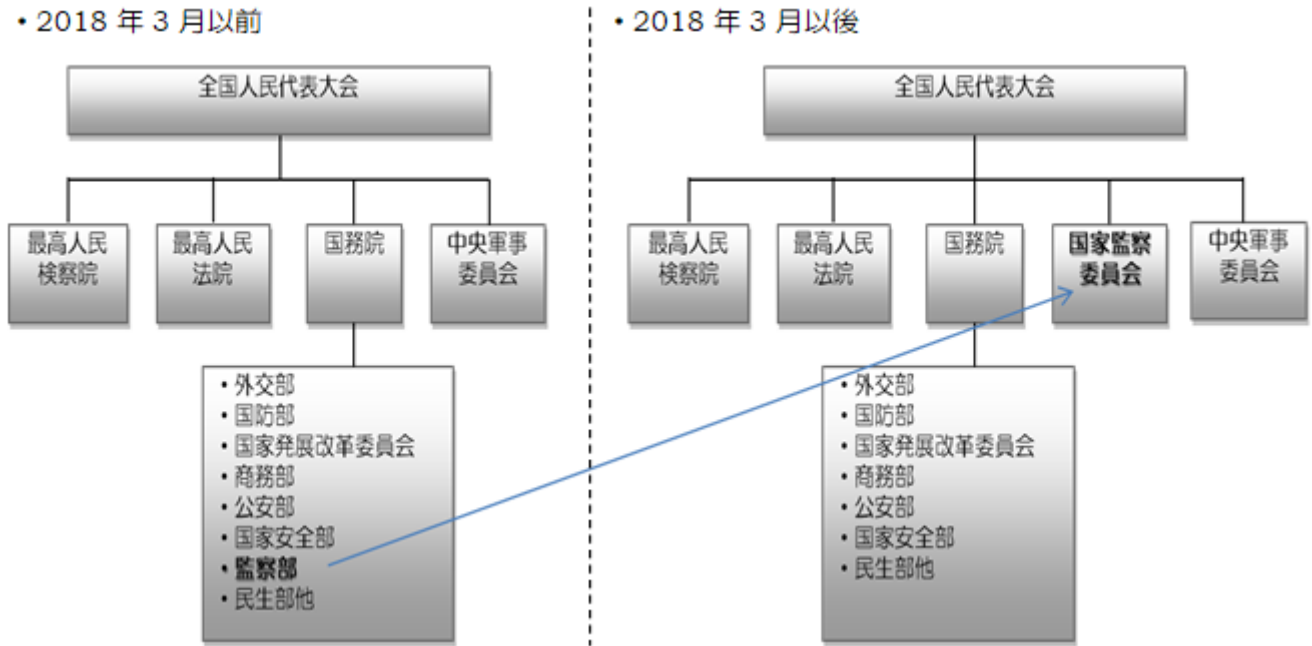 ・2018 年 3 月以前
全国人民代表大会
最高人民
検察院
最高人民
法院
国務院
中央軍事
委員会
・外交部
・国防部
・国家発展改革委員会
・商務部
・公安部
・国家安全部
・監察部
・民生部他
・2018 年 3 月以後
全国人民代表大会
最高人民
検察院
最高人民
法院
国務院
国家監察
委員会
中央軍事
委員会
・外交部
・国防部
・国家発展改革委員会
・商務部
・公安部
・国家安全部
・民生部他